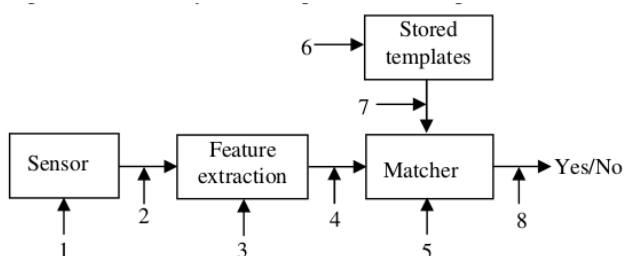 Stored
templates
6
7
Sensor
Feature
extraction
Matcher
Yes/No
2
4
8
1
3
5